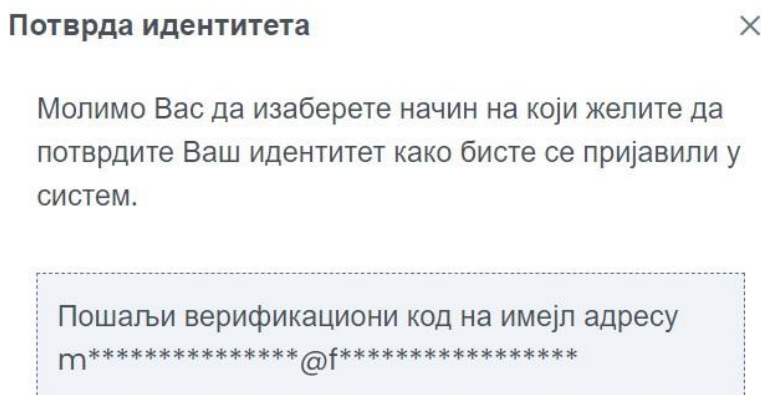 Потврда идентитета
Молимо Вас да изаберете начин на који желите да
потврдите Ваш идентитет како бисте се пријавили у
систем.
Пошаљи верификациони код на имејл адресу
m***************@f*****************